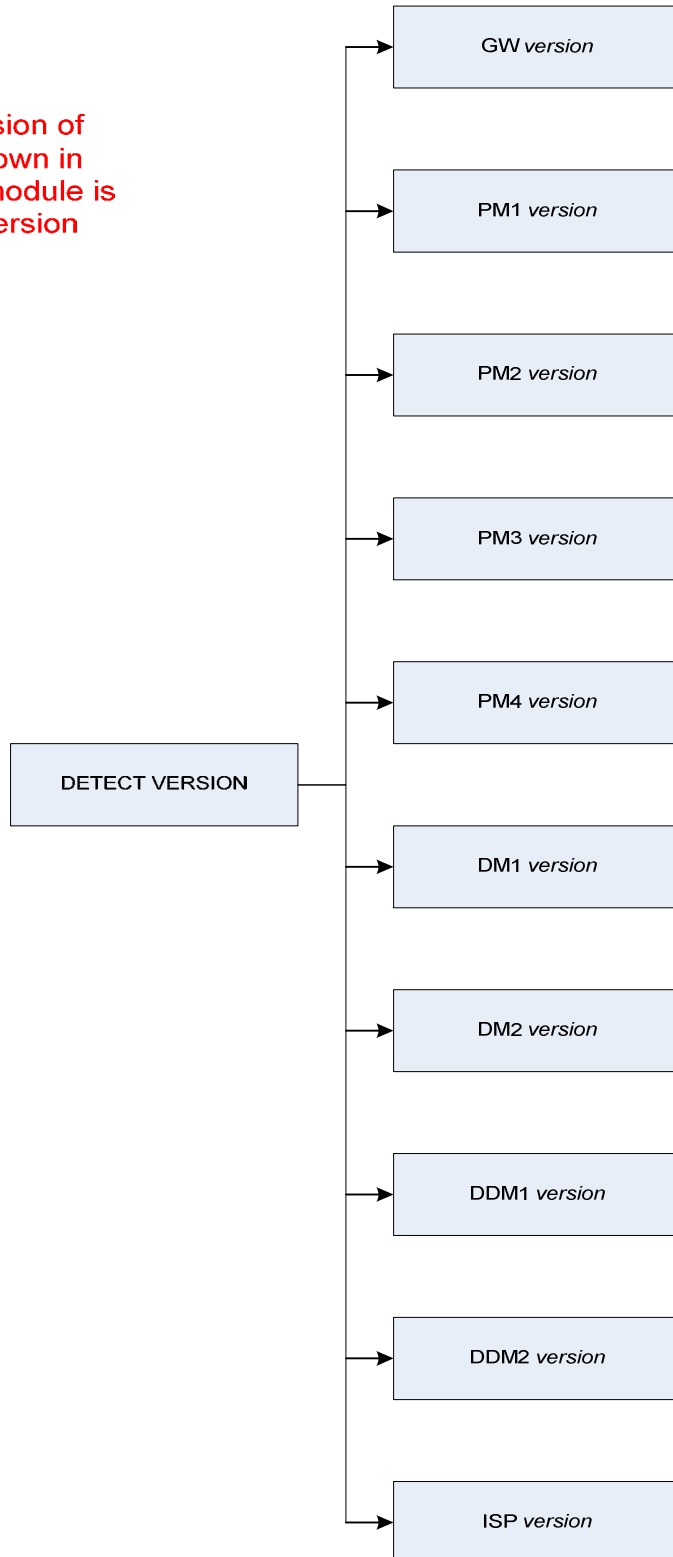 GW version
sion of
own in
module is
ersion
PM1 version
PM2 version
PM3 version
PM4 version
DETECT VERSION
DM1 version
DM2 version
DDM1 version
DDM2 version
ISP version